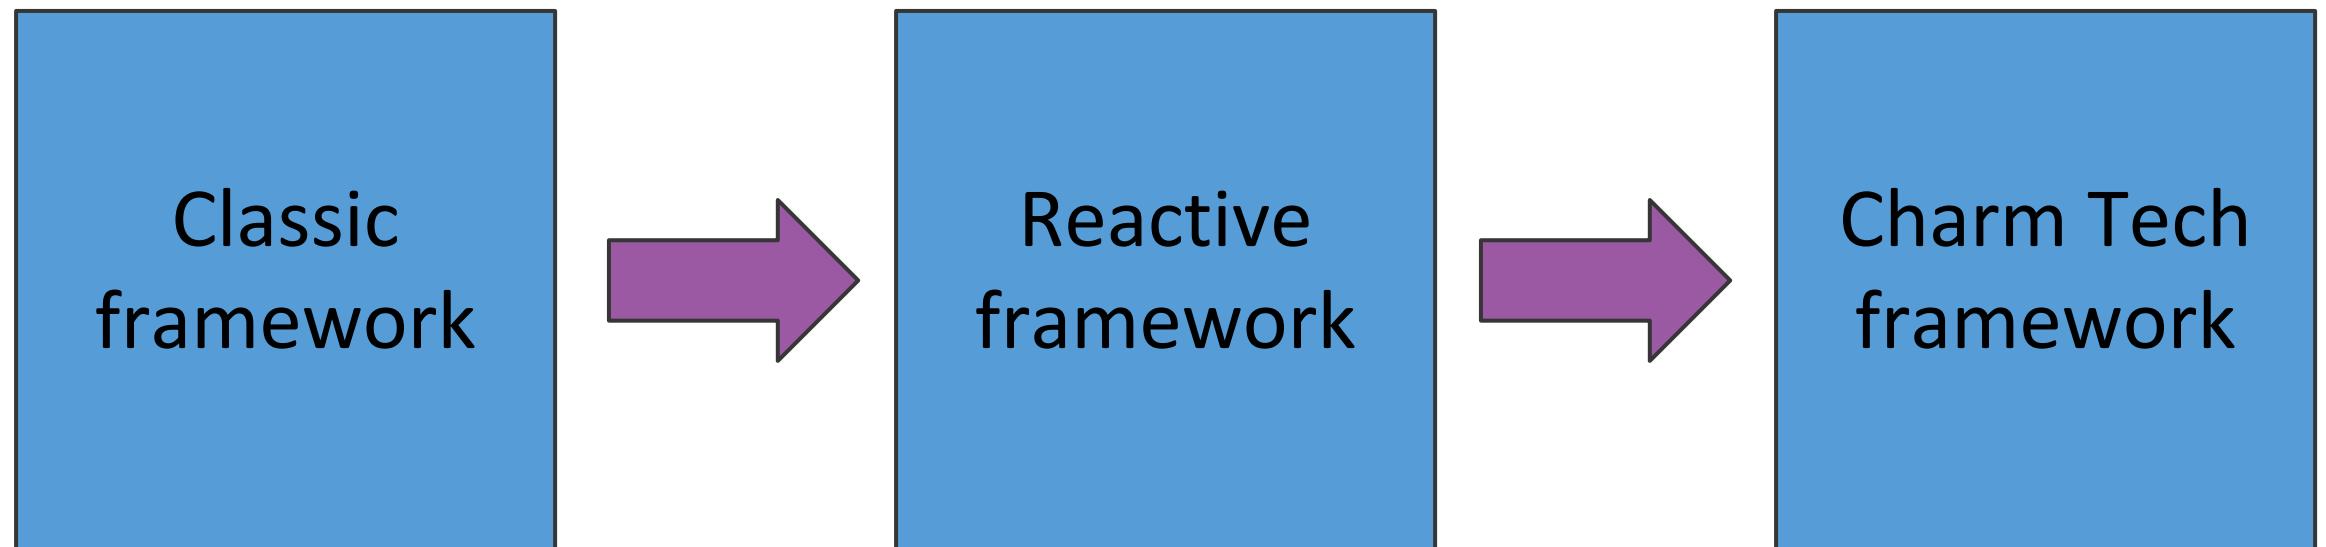 Classic
framework
Reactive
framework
Charm Tech
framework